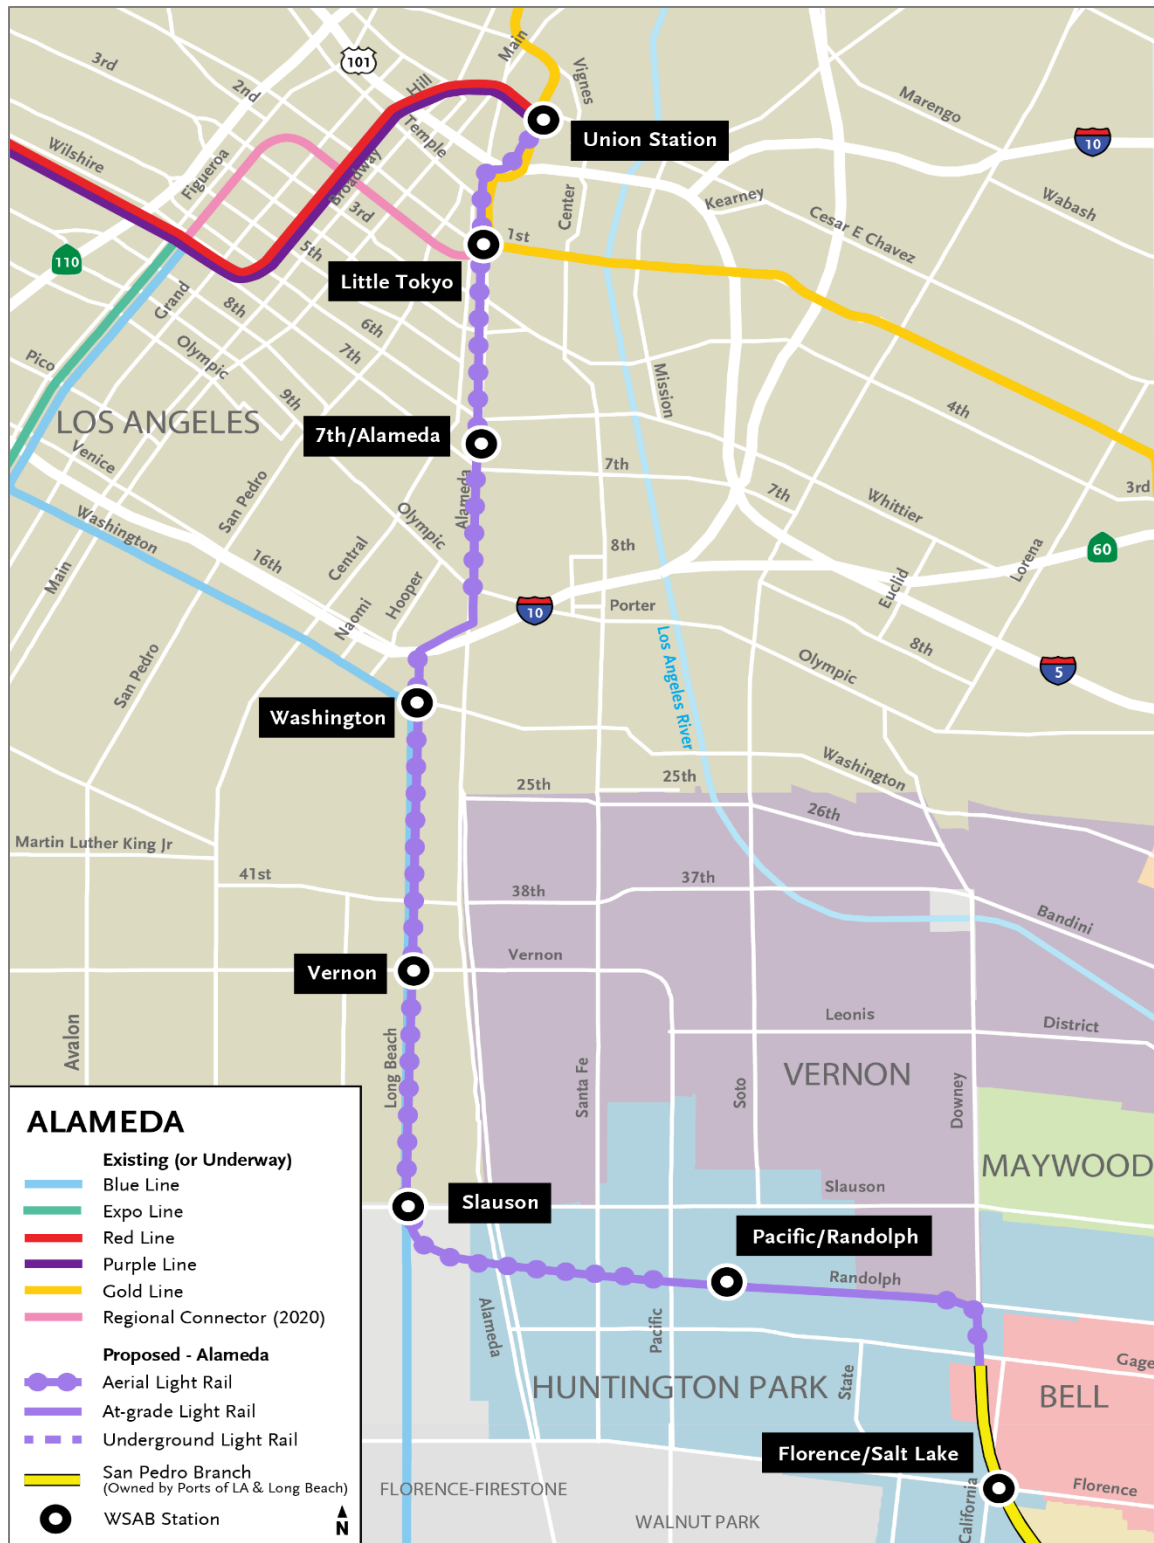 Main
3rd
101
2nd
Hill
Vignes
Marengo
Temple
Union Station
10
Wilshire
Figueroa
Broadway
Kearney
Wabash
Center
3rd
Cesar E Chavez
1st
5th
110
Little Tokyo
Grand
8th
6th
Pico
Olympic
7th
Mission
9th
4th
LOS ANGELES
7th/Alameda
Venice
7th
3rd
San Pedro
Alameda
7th
Whittier
Washington
Olympic
16th
Central
8th
60
Main
Hooper
Euclid
Lorena
Naomi
10
Porter
San Pedro
Los Angeles River
8th
Olympic
5
Washington
Washington
25th
25th
26th
Martin Luther King Jr
41st
37th
38th
Bandini
Vernon
Vernon
Avalon
Long Beach
Leonis
District
Santa Fe
Soto
VERNON
Downey
MAYWOOD
Slauson
Slauson
Pacific/Randolph
Randolph
Alameda
Pacific
Gage
State
HUNTINGTON PARK
BELL
Florence/Salt Lake
California
Florence
FLORENCE-FIRESTONE
WALNUT PARK
ALAMEDA
Existing (or Underway)
Blue Line
Expo Line
Red Line
Purple Line
Gold Line
Regional Connector (2020)
Proposed - Alameda
Aerial Light Rail
At-grade Light Rail
Underground Light Rail
San Pedro Branch
(Owned by Ports of LA & Long Beach)
WSAB Station
N